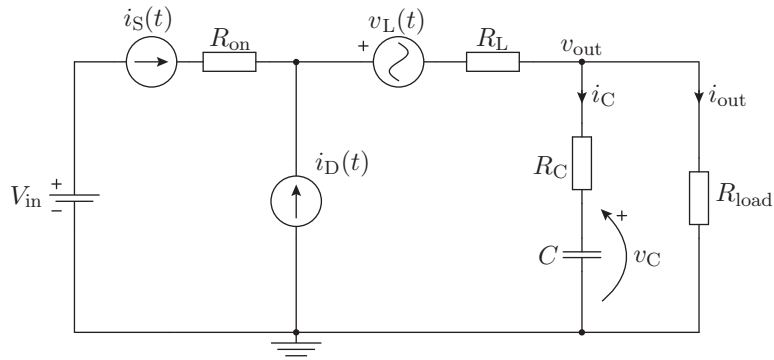 i_S(t)
R_on
+
v_L(t)
R_L
v_out
i_C
i_out
V_in
+
−
i_D(t)
R_C
R_load
+
C
v_C